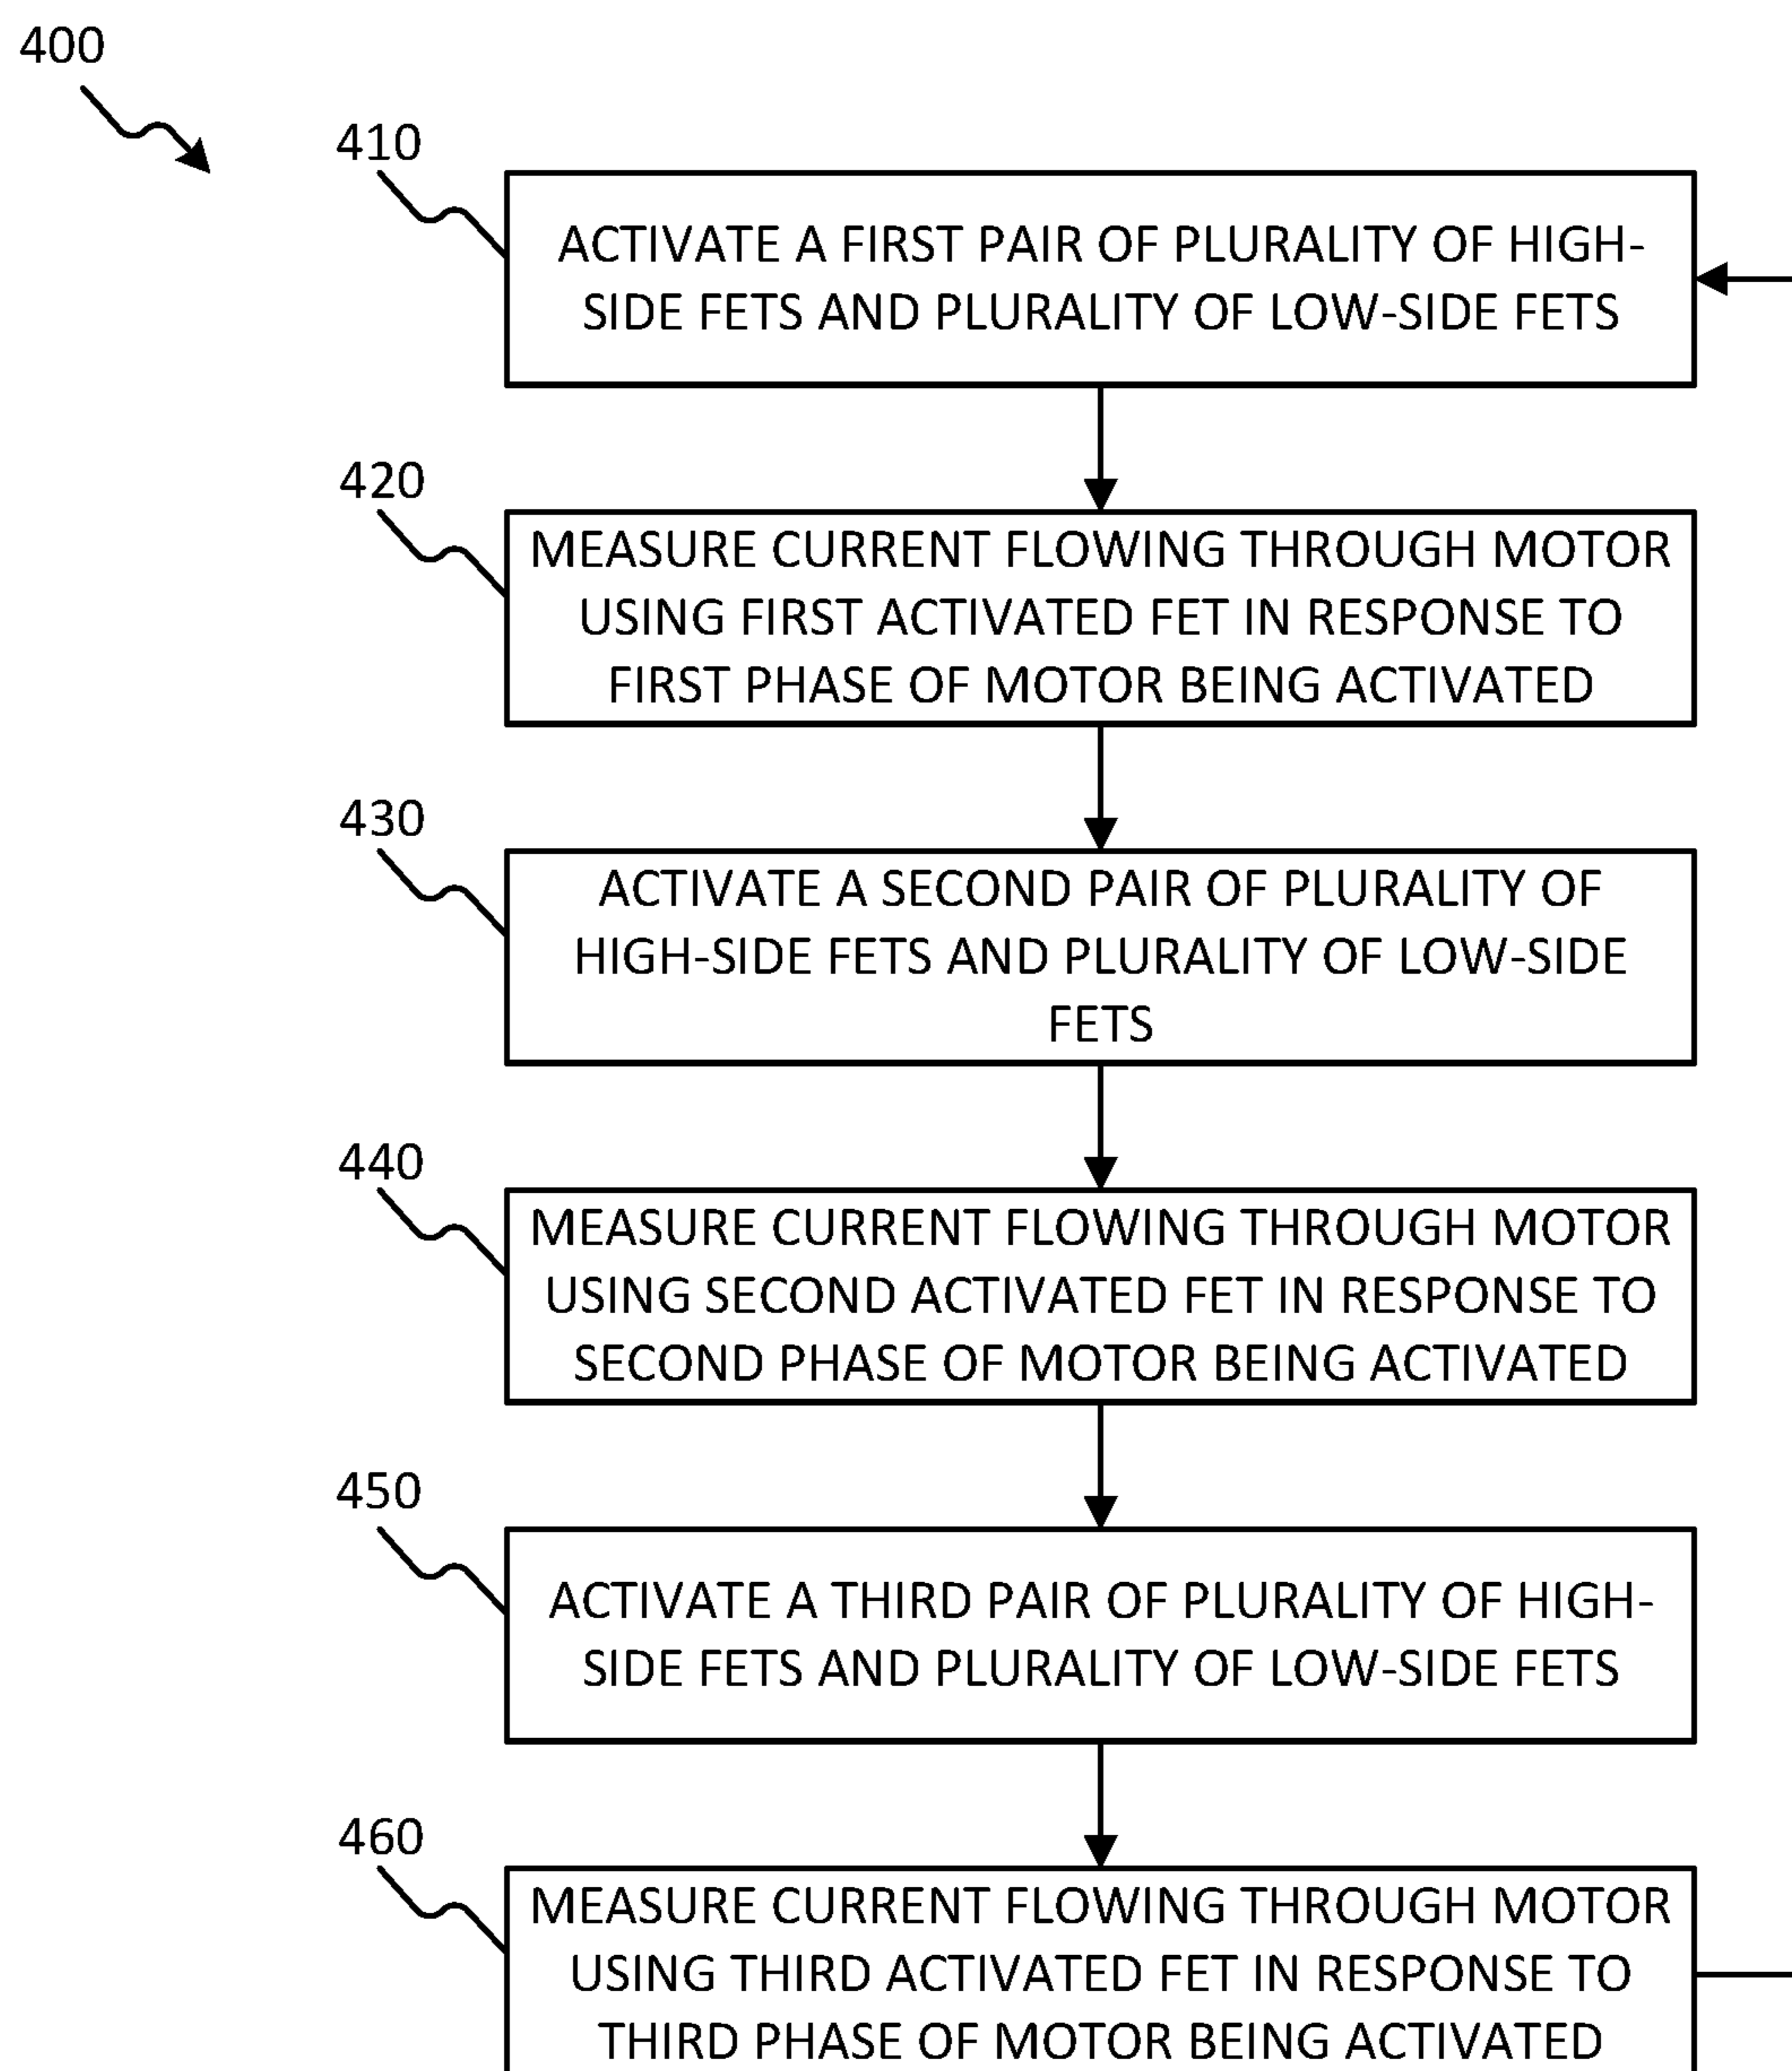 400
410
ACTIVATE A FIRST PAIR OF PLURALITY OF HIGH-
SIDE FETS AND PLURALITY OF LOW-SIDE FETS
420
MEASURE CURRENT FLOWING THROUGH MOTOR
USING FIRST ACTIVATED FET IN RESPONSE TO
FIRST PHASE OF MOTOR BEING ACTIVATED
430
ACTIVATE A SECOND PAIR OF PLURALITY OF
HIGH-SIDE FETS AND PLURALITY OF LOW-SIDE
FETS
440
MEASURE CURRENT FLOWING THROUGH MOTOR
USING SECOND ACTIVATED FET IN RESPONSE TO
SECOND PHASE OF MOTOR BEING ACTIVATED
450
ACTIVATE A THIRD PAIR OF PLURALITY OF HIGH-
SIDE FETS AND PLURALITY OF LOW-SIDE FETS
460
MEASURE CURRENT FLOWING THROUGH MOTOR
USING THIRD ACTIVATED FET IN RESPONSE TO
THIRD PHASE OF MOTOR BEING ACTIVATED